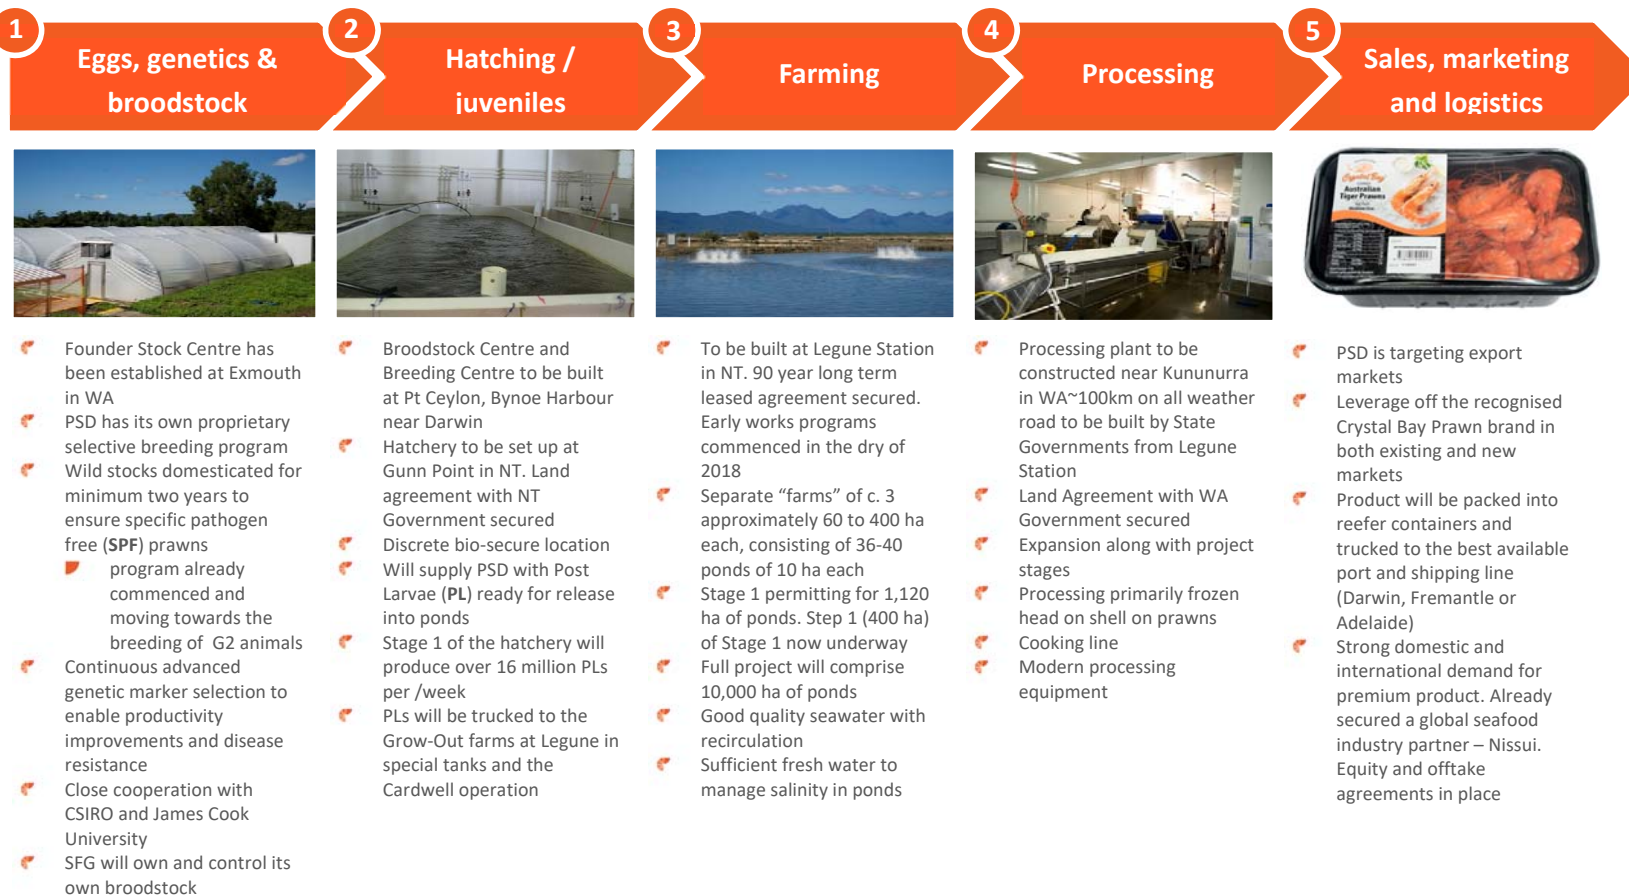 1
Eggs, genetics &
broodstock
2
Hatching /
juveniles
3
Farming
4
Processing
5
Sales, marketing
and logistics
Crystal Bay
Australian
Tiger Prawns
Founder Stock Centre has
been established at Exmouth
in WA
PSD has its own proprietary
selective breeding program
Wild stocks domesticated for
minimum two years to
ensure specific pathogen
free (SPF) prawns
program already
commenced and
moving towards the
breeding of G2 animals
Continuous advanced
genetic marker selection to
enable productivity
improvements and disease
resistance
Close cooperation with
CSIRO and James Cook
University
SFG will own and control its
own broodstock
Broodstock Centre and
Breeding Centre to be built
at Pt Ceylon, Bynoe Harbour
near Darwin
Hatchery to be set up at
Gunn Point in NT. Land
agreement with NT
Government secured
Discrete bio-secure location
Will supply PSD with Post
Larvae (PL) ready for release
into ponds
Stage 1 of the hatchery will
produce over 16 million PLs
per /week
PLs will be trucked to the
Grow-Out farms at Legune in
special tanks and the
Cardwell operation
To be built at Legune Station
in NT. 90 year long term
leased agreement secured.
Early works programs
commenced in the dry of
2018
Separate “farms” of c. 3
approximately 60 to 400 ha
each, consisting of 36-40
ponds of 10 ha each
Stage 1 permitting for 1,120
ha of ponds. Step 1 (400 ha)
of Stage 1 now underway
Full project will comprise
10,000 ha of ponds
Good quality seawater with
recirculation
Sufficient fresh water to
manage salinity in ponds
Processing plant to be
constructed near Kununurra
in WA~100km on all weather
road to be built by State
Governments from Legune
Station
Land Agreement with WA
Government secured
Expansion along with project
stages
Processing primarily frozen
head on shell on prawns
Cooking line
Modern processing
equipment
PSD is targeting export
markets
Leverage off the recognised
Crystal Bay Prawn brand in
both existing and new
markets
Product will be packed into
reefer containers and
trucked to the best available
port and shipping line
(Darwin, Fremantle or
Adelaide)
Strong domestic and
international demand for
premium product. Already
secured a global seafood
industry partner – Nissui.
Equity and offtake
agreements in place